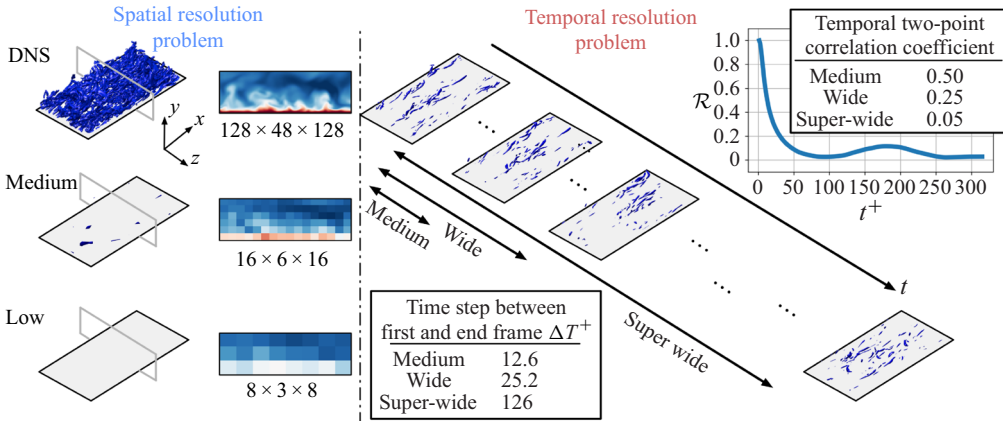 Spatial resolution
problem
DNS
y
x
z
128 × 48 × 128
Medium
16 × 6 × 16
Low
8 × 3 × 8
Temporal resolution
problem
...
...
...
...
Medium
Wide
Super wide
t
Time step between
first and end frame ΔT⁺
Medium 12.6
Wide 25.2
Super-wide 126
1.0
0.8
0.6
0.4
0.2
0
ℛ
0 50 100 150 200 250 300
t⁺
Temporal two-point
correlation coefficient
Medium 0.50
Wide 0.25
Super-wide 0.05